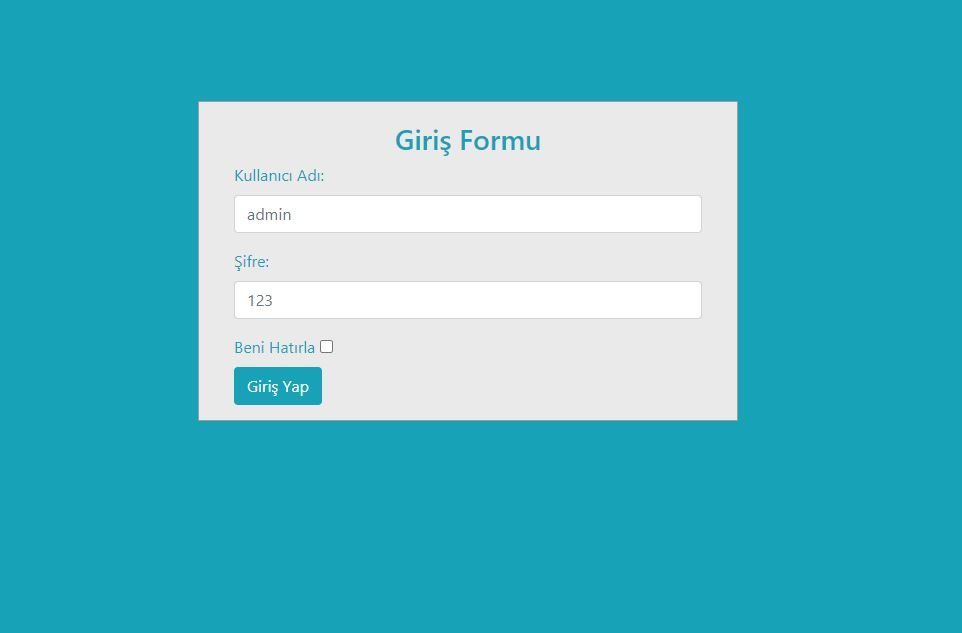 Giriş Formu
Kullanıcı Adı:
admin
Şifre:
123
Beni Hatırla
Giriş Yap